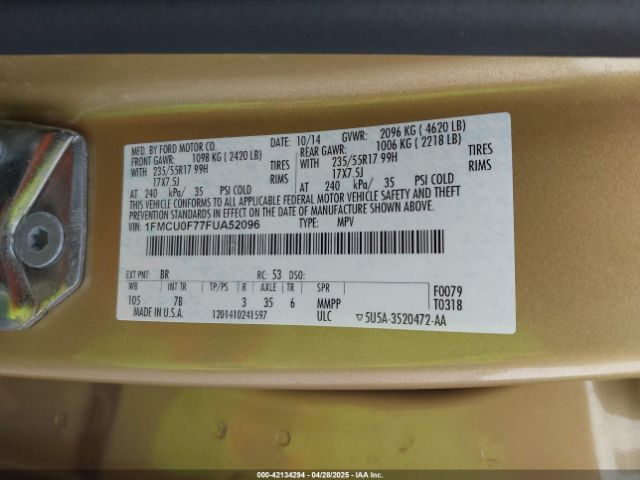 MFD. BY FORD MOTOR CO. DATE: 10/14 GVWR: 2096 KG ( 4620 LB)
FRONT GAWR: 1098 KG ( 2420 LB) REAR GAWR: 1006 KG ( 2218 LB)
WITH 235/55R17 99H TIRES WITH 235/55R17 99H TIRES
17X7.5J RIMS 17X7.5J RIMS
AT 240 kPa/ 35 PSI COLD AT 240 kPa/ 35 PSI COLD
THIS VEHICLE CONFORMS TO ALL APPLICABLE FEDERAL MOTOR VEHICLE SAFETY AND THEFT
PREVENTION STANDARDS IN EFFECT ON THE DATE OF MANUFACTURE SHOWN ABOVE.
VIN: 1FMCU0F77FUA52096 TYPE: MPV
EXT PNT: BR RC: 53 DSO:
WB INT TR TP/PS R AXLE TR SPR F0079
105 7B 3 35 6 MMPP T0318
MADE IN U.S.A. 1201410241597 ULC ▽5U5A-3520472-AA
000-42134294 - 04/28/2025 - IAA Inc.